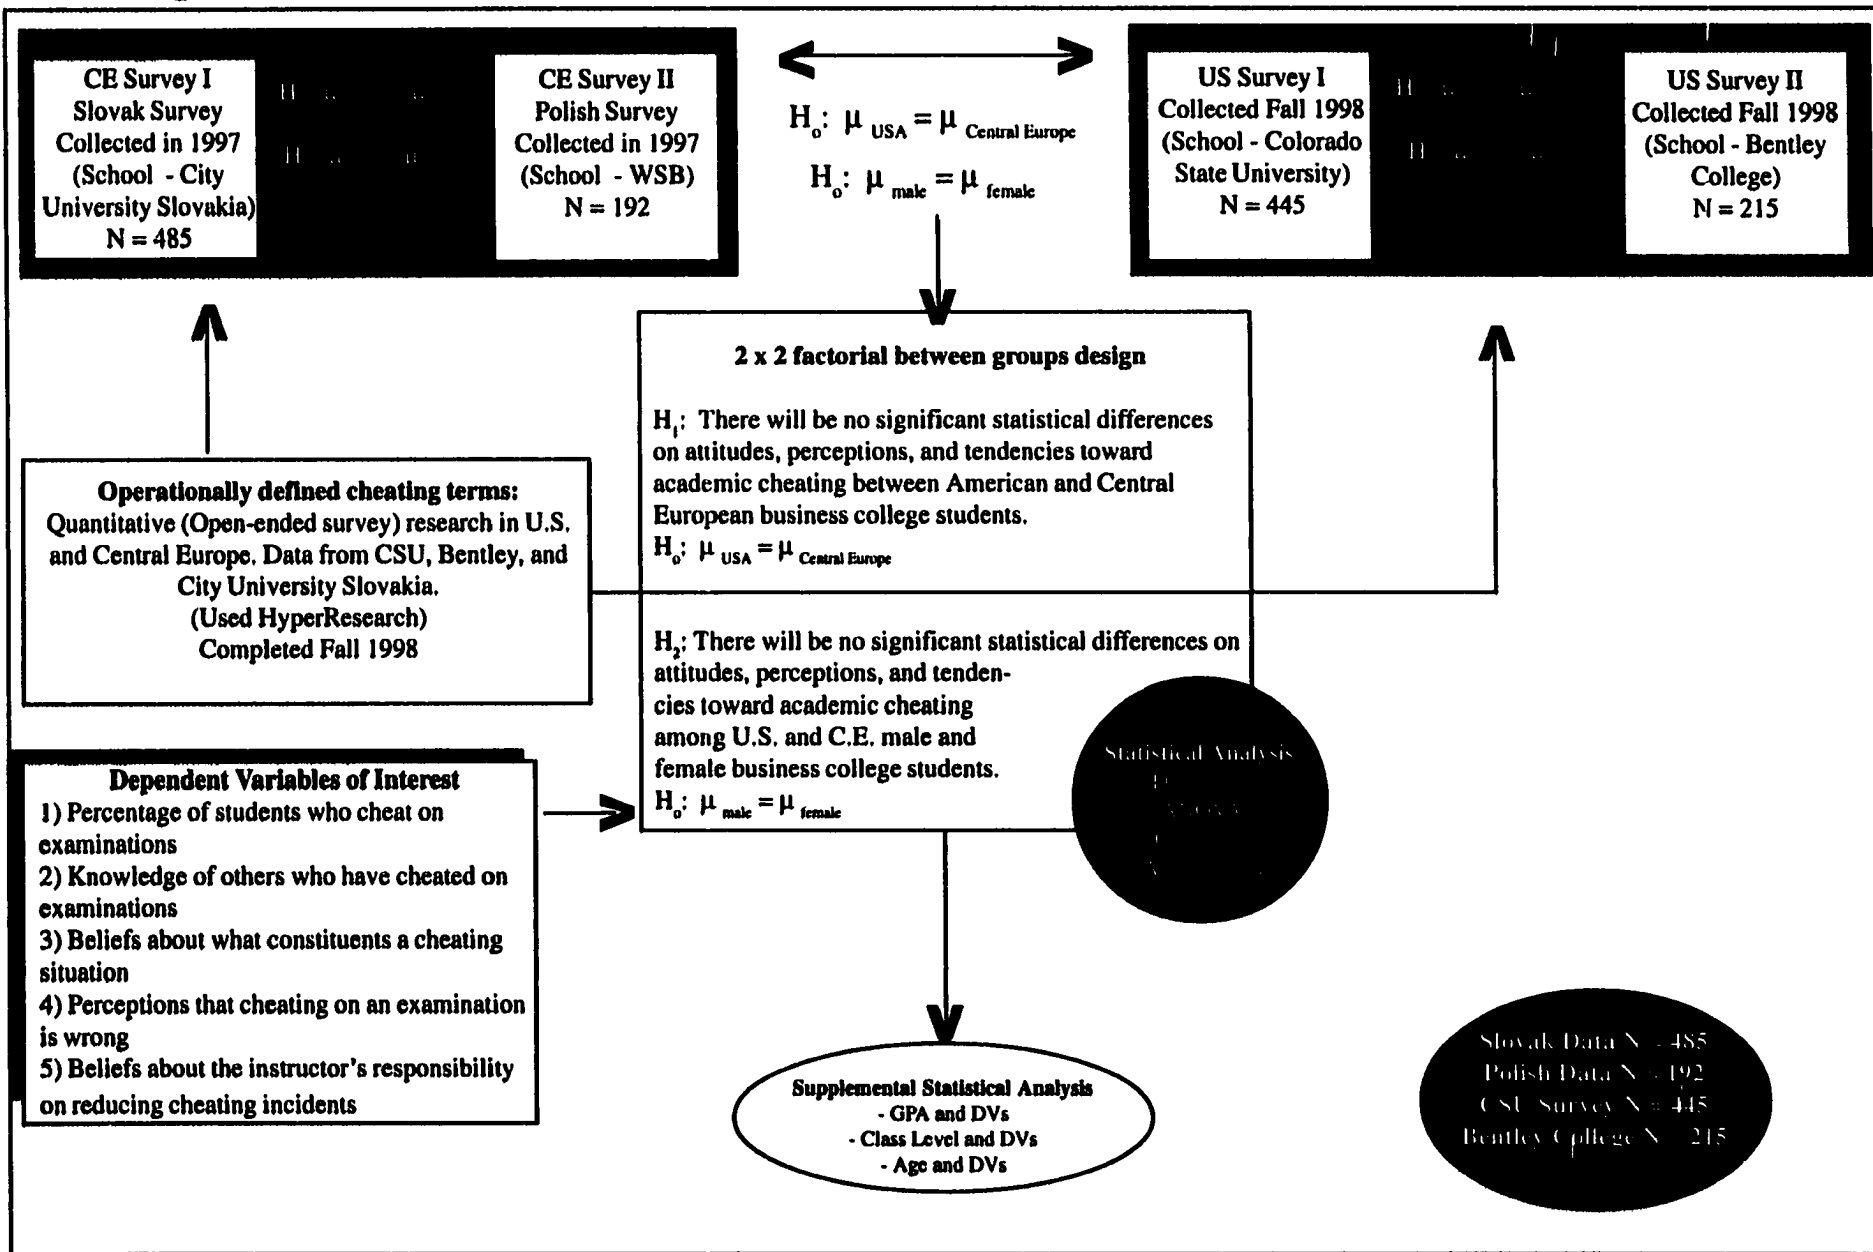 CE Survey I
Slovak Survey
Collected in 1997
(School - City
University Slovakia)
N = 485
CE Survey II
Polish Survey
Collected in 1997
(School - WSB)
N = 192
Hₒ: μ USA = μ Central Europe
Hₒ: μ male = μ female
US Survey I
Collected Fall 1998
(School - Colorado
State University)
N = 445
US Survey II
Collected Fall 1998
(School - Bentley
College)
N = 215
2 x 2 factorial between groups design
H₁: There will be no significant statistical differences
on attitudes, perceptions, and tendencies toward
academic cheating between American and Central
European business college students.
Hₒ: μ USA = μ Central Europe
H₂: There will be no significant statistical differences on
attitudes, perceptions, and tenden-
cies toward academic cheating
among U.S. and C.E. male and
female business college students.
Hₒ: μ male = μ female
Operationally defined cheating terms:
Quantitative (Open-ended survey) research in U.S.
and Central Europe. Data from CSU, Bentley, and
City University Slovakia.
(Used HyperResearch)
Completed Fall 1998
Dependent Variables of Interest
1) Percentage of students who cheat on
examinations
2) Knowledge of others who have cheated on
examinations
3) Beliefs about what constituents a cheating
situation
4) Perceptions that cheating on an examination
is wrong
5) Beliefs about the instructor's responsibility
on reducing cheating incidents
Statistical Analysis
Supplemental Statistical Analysis
- GPA and DVs
- Class Level and DVs
- Age and DVs
Slovak Data N = 485
Polish Data N = 192
CSU Survey N = 445
Bentley College N = 215